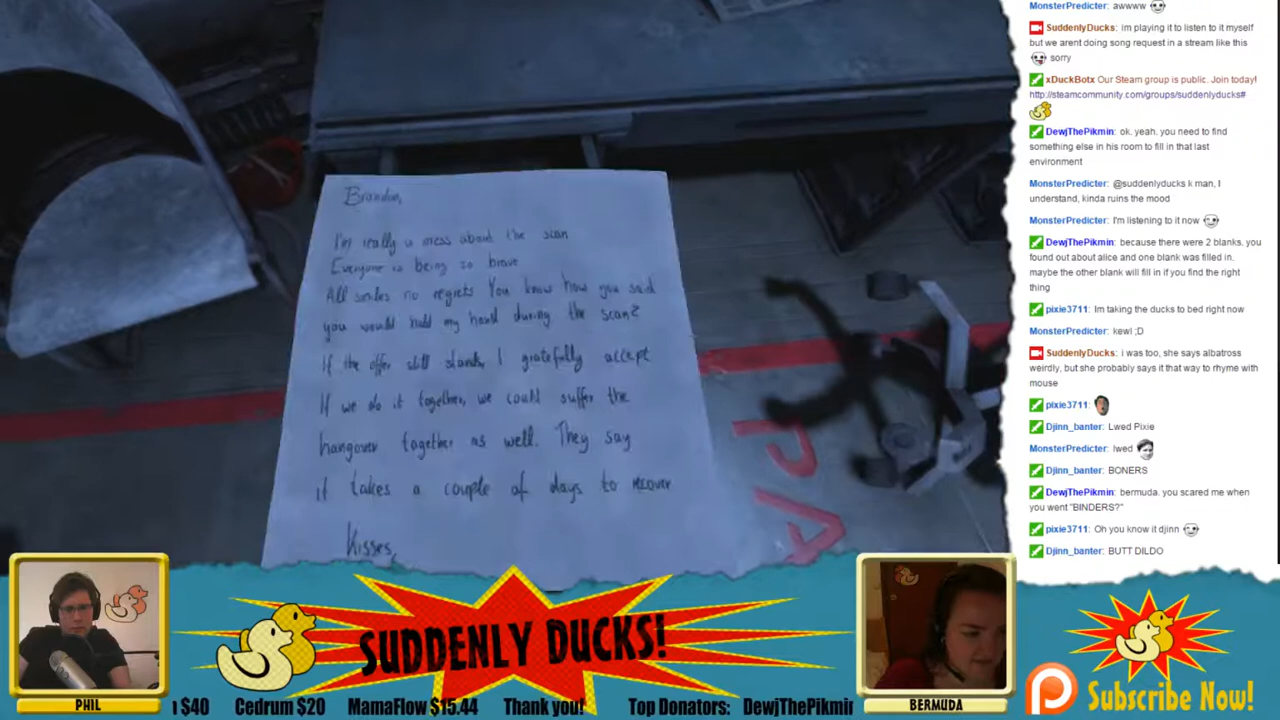 Brandon,
I'm really a mess about the scan
Everyone is being so brave
All smiles no regrets You know how you said
you would hold my hand during the scan?
If the offer still stands, I gratefully accept
If we do it together, we could suffer the
hangover together as well. They say
it takes a couple of days to recover
kisses,
MonsterPredicter: awwww
SuddenlyDucks: im playing it to listen to it myself
but we arent doing song request in a stream like this
sorry
xDuckBotx Our Steam group is public. Join today!
http://steamcommunity.com/groups/suddenlyducks#
DewjThePikmin: ok. yeah. you need to find
something else in his room to fill in that last
environment
MonsterPredicter: @suddenlyducks k man, I
understand, kinda ruins the mood
MonsterPredicter: I'm listening to it now
DewjThePikmin: because there were 2 blanks. you
found out about alice and one blank was filled in.
maybe the other blank will fill in if you find the right
thing
pixie3711: Im taking the ducks to bed right now
MonsterPredicter: kewl ;D
SuddenlyDucks: i was too, she says albatross
weirdly, but she probably says it that way to rhyme with
mouse
pixie3711:
Djinn_banter: Lwed Pixie
MonsterPredicter: lwed
Djinn_banter: BONERS
DewjThePikmin: bermuda. you scared me when
you went "BINDERS?"
pixie3711: Oh you know it djinn
Djinn_banter: BUTT DILDO
SUDDENLY DUCKS!
PHIL
BERMUDA
Subscribe Now!
$40 Cedrum $20 MamaFlow $15.44 Thank you! Top Donators: DewjThePikmin